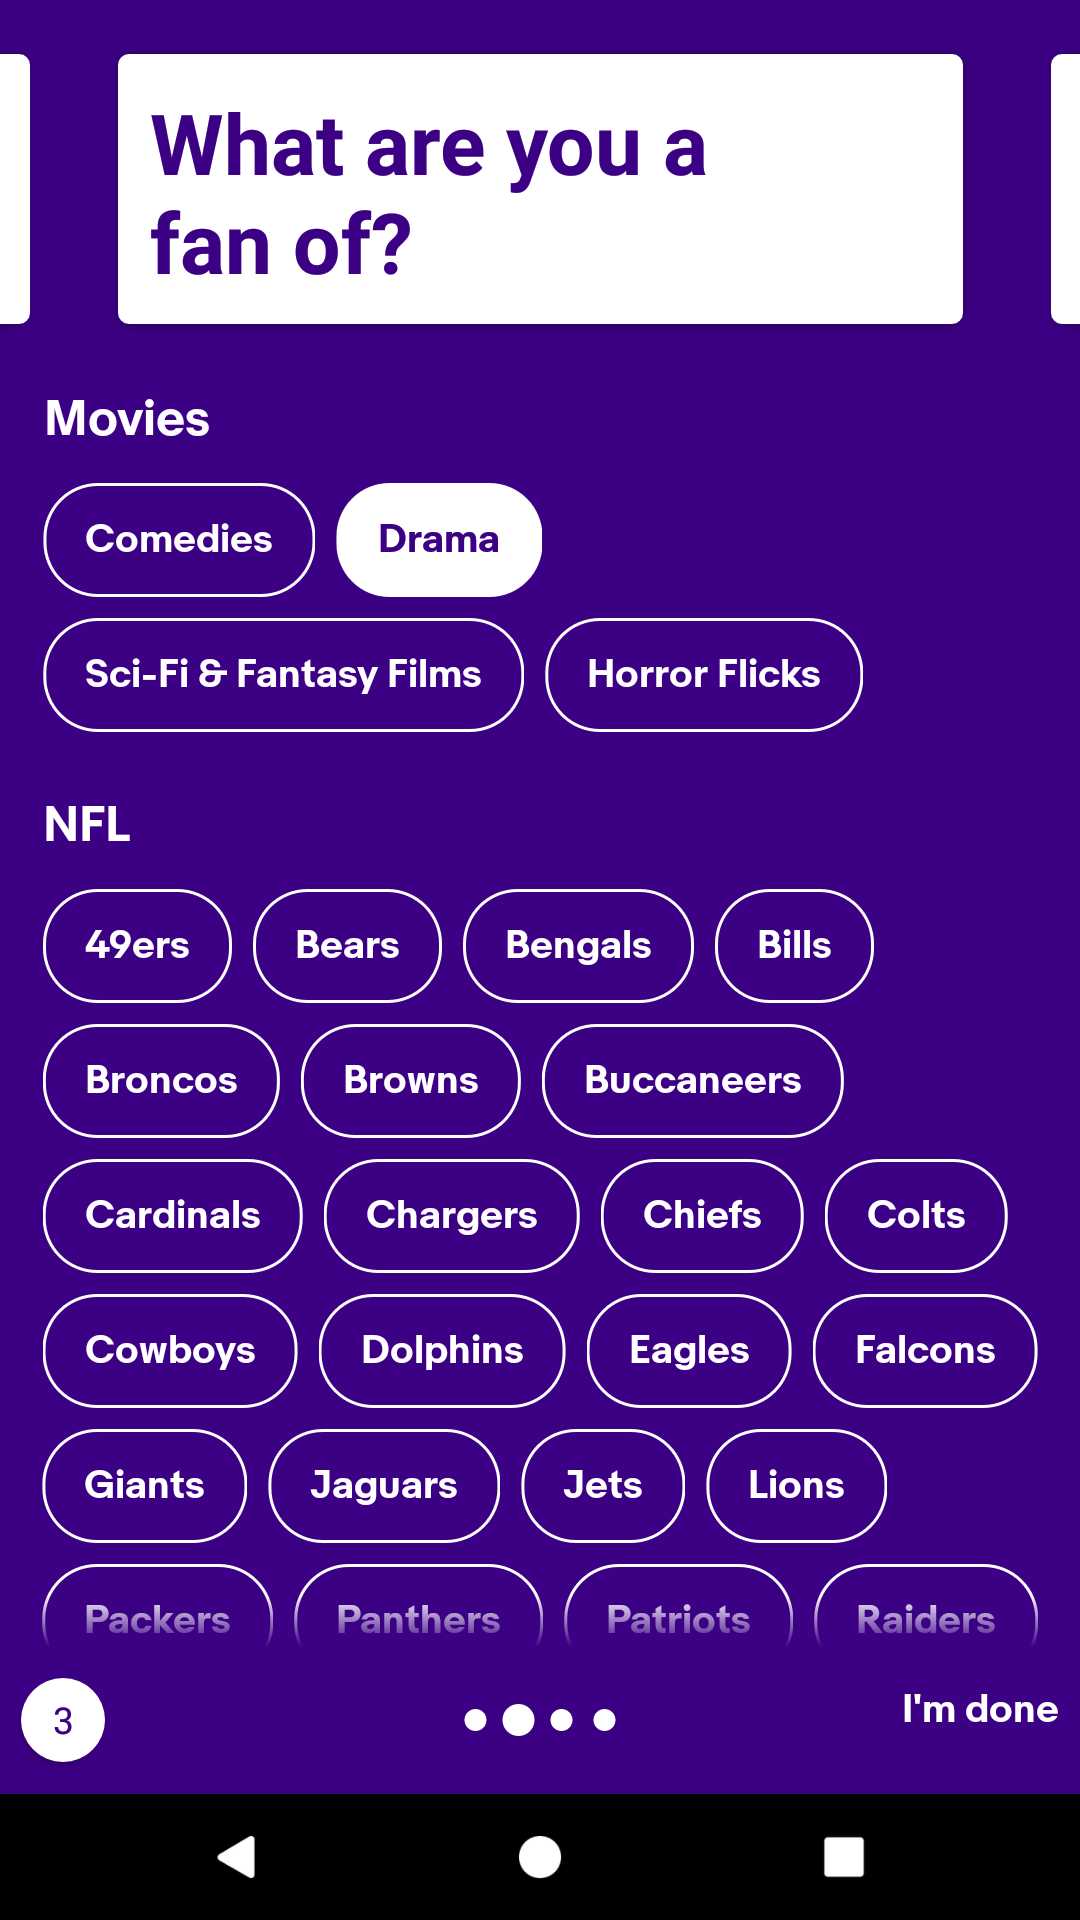 What are you a
fan of?
Movies
Comedies Drama
Sci-Fi & Fantasy Films Horror Flicks
NFL
49ers Bears Bengals Bills
Broncos Browns Buccaneers
Cardinals Chargers Chiefs Colts
Cowboys Dolphins Eagles Falcons
Giants Jaguars Jets Lions
Packers Panthers Patriots Raiders
3 I'm done